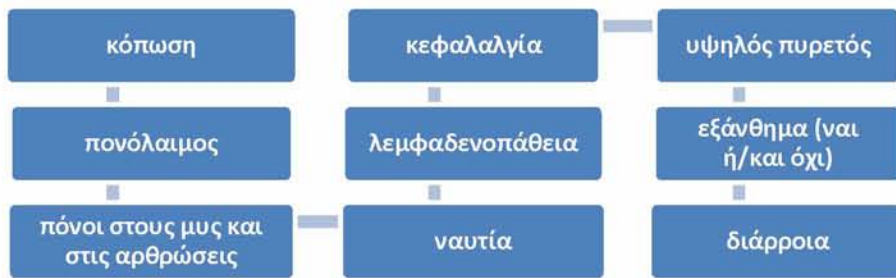 κόπωση
πονόλαιμος
πόνοι στους μυς και
στις αρθρώσεις
ναυτία
λεμφαδενοπάθεια
κεφαλαλγία
υψηλός πυρετός
εξάνθημα (ναι
ή/και όχι)
διάρροια